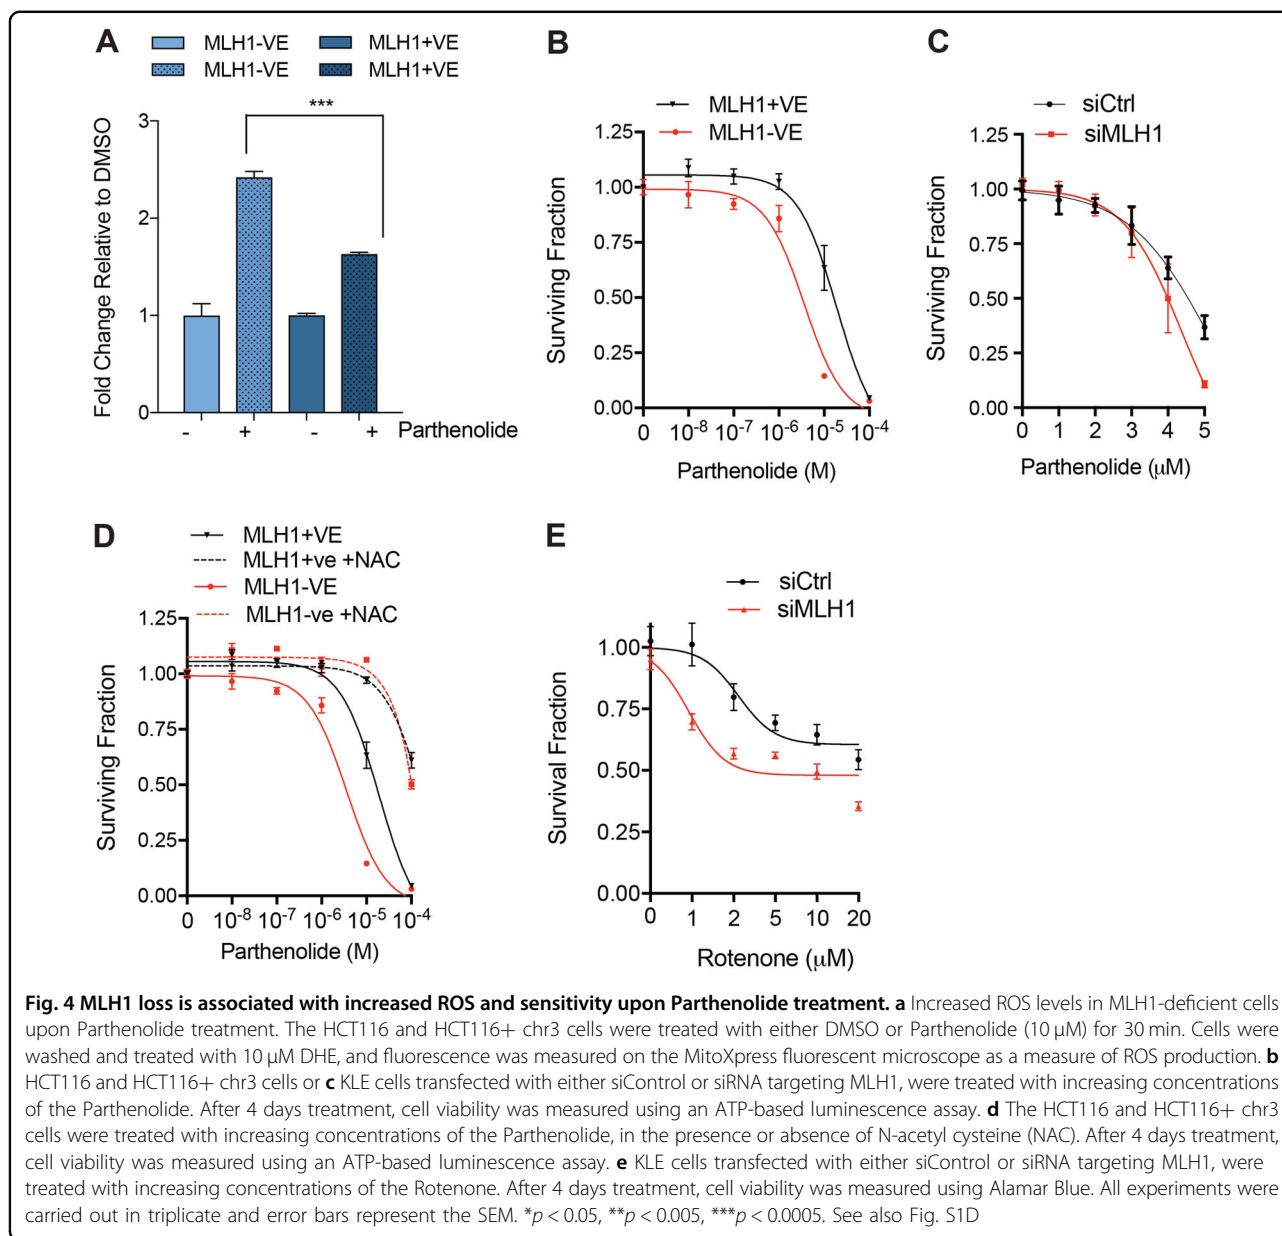 A
MLH1-VE
MLH1+VE
MLH1-VE
MLH1+VE
***
Fold Change Relative to DMSO
3
2
1
0
- + - + Parthenolide
B
MLH1+VE
MLH1-VE
Surviving Fraction
1.25
1.00
0.75
0.50
0.25
0.00
0 10-8 10-7 10-6 10-5 10-4
Parthenolide (M)
C
siCtrl
siMLH1
Surviving Fraction
1.25
1.00
0.75
0.50
0.25
0.00
0 1 2 3 4 5
Parthenolide (μM)
D
MLH1+VE
MLH1+ve +NAC
MLH1-VE
MLH1-ve +NAC
Surviving Fraction
1.25
1.00
0.75
0.50
0.25
0.00
0 10-8 10-7 10-6 10-5 10-4
Parthenolide (M)
E
siCtrl
siMLH1
Survival Fraction
1.00
0.75
0.50
0.25
0.00
0 1 2 5 10 20
Rotenone (μM)
Fig. 4 MLH1 loss is associated with increased ROS and sensitivity upon Parthenolide treatment. a Increased ROS levels in MLH1-deficient cells
upon Parthenolide treatment. The HCT116 and HCT116+ chr3 cells were treated with either DMSO or Parthenolide (10 μM) for 30 min. Cells were
washed and treated with 10 μM DHE, and fluorescence was measured on the MitoXpress fluorescent microscope as a measure of ROS production. b
HCT116 and HCT116+ chr3 cells or c KLE cells transfected with either siControl or siRNA targeting MLH1, were treated with increasing concentrations
of the Parthenolide. After 4 days treatment, cell viability was measured using an ATP-based luminescence assay. d The HCT116 and HCT116+ chr3
cells were treated with increasing concentrations of the Parthenolide, in the presence or absence of N-acetyl cysteine (NAC). After 4 days treatment,
cell viability was measured using an ATP-based luminescence assay. e KLE cells transfected with either siControl or siRNA targeting MLH1, were
treated with increasing concentrations of the Rotenone. After 4 days treatment, cell viability was measured using Alamar Blue. All experiments were
carried out in triplicate and error bars represent the SEM. *p < 0.05, **p < 0.005, ***p < 0.0005. See also Fig. S1D